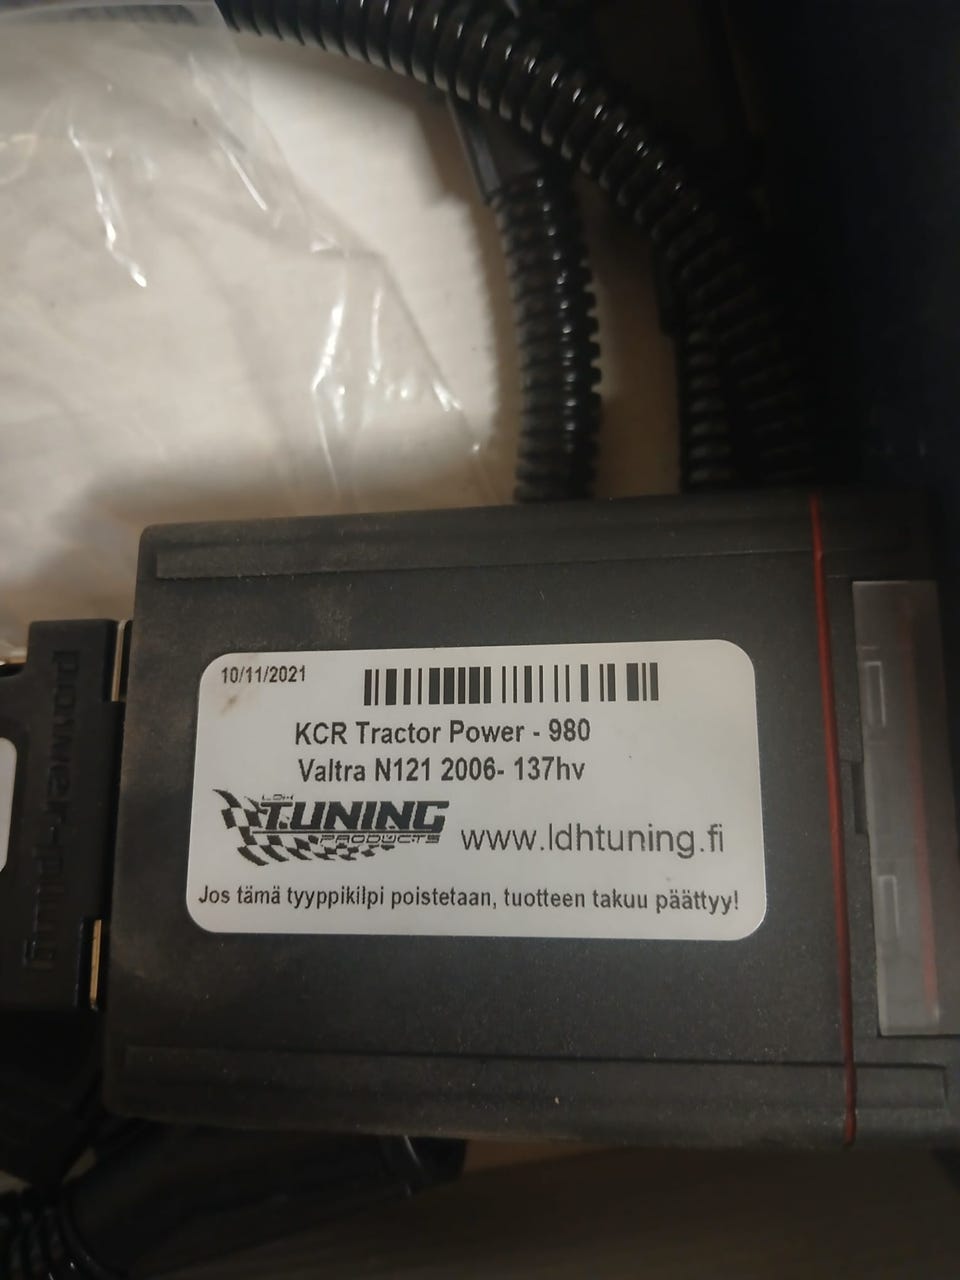 10/11/2021
KCR Tractor Power - 980
Valtra N121 2006- 137hv
LDH
TUNING
PRODUCTS
www.ldhtuning.fi
Jos tämä tyyppikilpi poistetaan, tuotteen takuu päättyy!